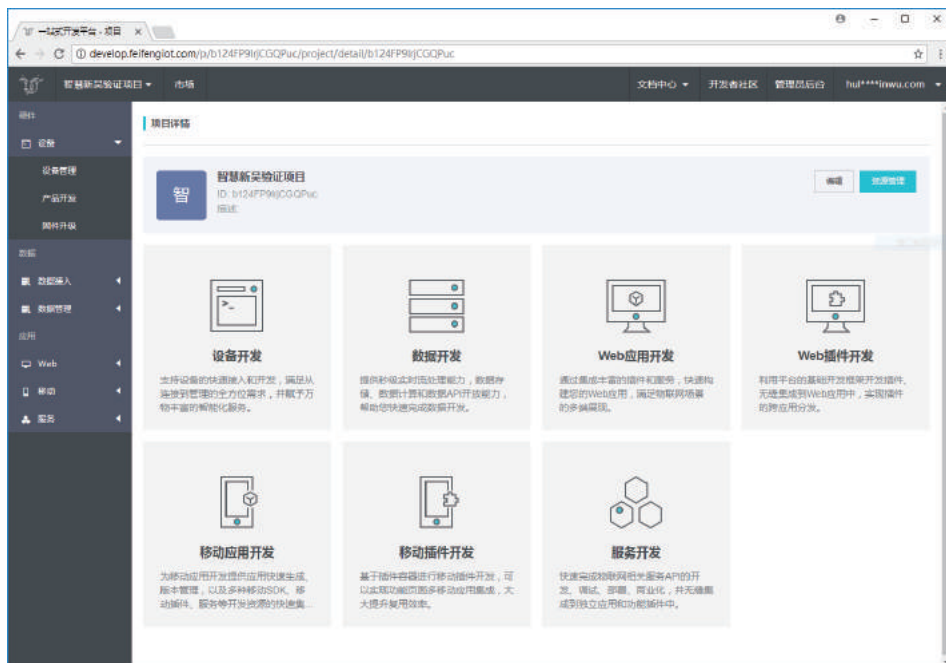 一站式开发平台 - 项目
develop.feifengiot.com/p/b124FP9IrjCGQPuc/project/detail/b124FP9IrjCGQPuc
智慧新吴验证项目 市场 文档中心 开发者社区 管理员后台 hui****inwu.com
硬件
设备
设备管理
产品开发
固件升级
数据
数据接入
数据管理
应用
Web
移动
服务
项目详情
智
智慧新吴验证项目
ID: b124FP9IrjCGQPuc
描述:
编辑 资源管理
设备开发
支持设备的快速接入和开发，满足从
连接到管理的全方位需求，并赋予万
物丰富的智能化服务。
数据开发
提供秒级实时流处理能力，数据存
储、数据计算和数据API开放能力，
帮助您快速完成数据开发。
Web应用开发
通过集成丰富的插件和服务，快速构
建您的Web应用，满足物联网场景
的多端展现。
Web插件开发
利用平台的基础开发框架开发插件，
无缝集成到Web应用中，实现插件
的跨应用分发。
移动应用开发
为移动应用开发提供应用快速生成、
版本管理，以及多种移动SDK、移
动插件、服务等开发资源的快速集...
移动插件开发
基于插件容器进行移动插件开发，可
以实现功能页面多移动应用集成，大
大提升复用效率。
服务开发
快速完成物联网相关服务API的开
发、调试、部署、商业化，并无缝集
成到独立应用和功能插件中。